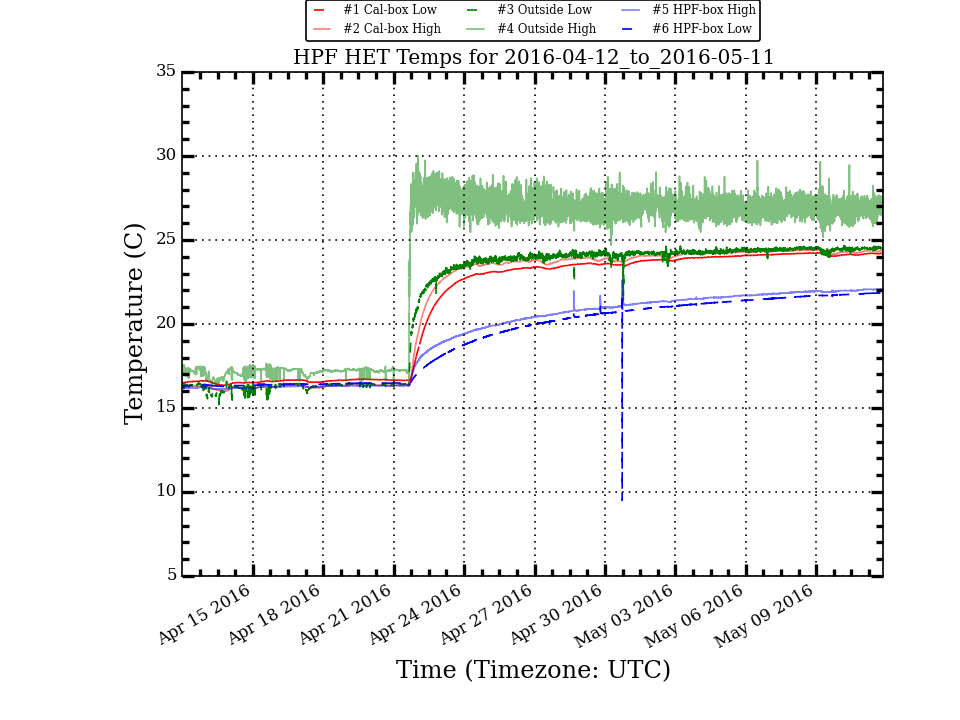 #1 Cal-box Low #3 Outside Low #5 HPF-box High
#2 Cal-box High #4 Outside High #6 HPF-box Low
HPF HET Temps for 2016-04-12_to_2016-05-11
35
30
25
20
15
10
5
Temperature (C)
Apr 15 2016
Apr 18 2016
Apr 21 2016
Apr 24 2016
Apr 27 2016
Apr 30 2016
May 03 2016
May 06 2016
May 09 2016
Time (Timezone: UTC)